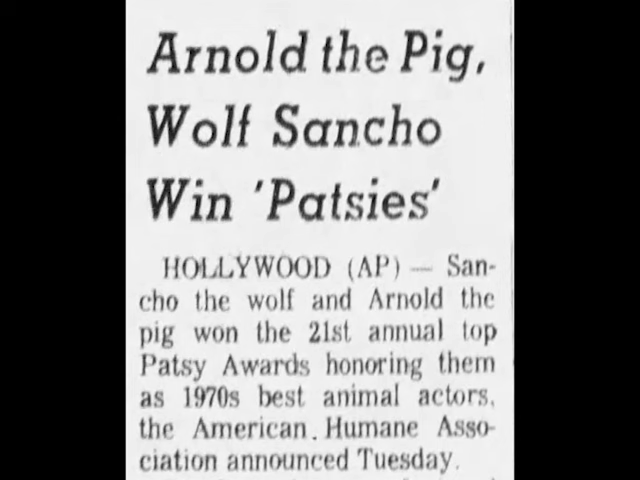 Arnold the Pig,
Wolf Sancho
Win 'Patsies'
HOLLYWOOD (AP) — San-
cho the wolf and Arnold the
pig won the 21st annual top
Patsy Awards honoring them
as 1970s best animal actors,
the American Humane Asso-
ciation announced Tuesday.